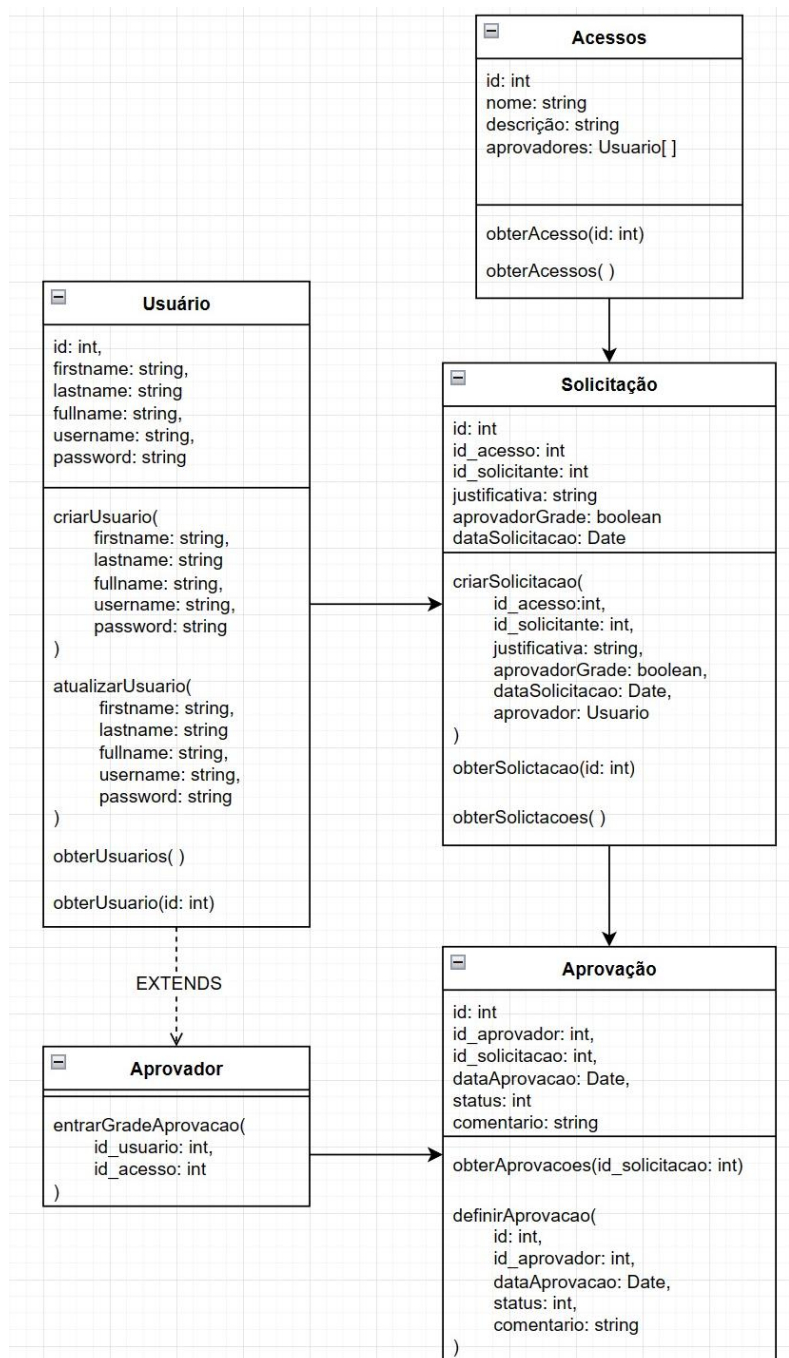 Acessos
id: int
nome: string
descrição: string
aprovadores: Usuario[ ]
obterAcesso(id: int)
obterAcessos( )
Usuário
id: int,
firstname: string,
lastname: string
fullname: string,
username: string,
password: string
criarUsuario(
firstname: string,
lastname: string
fullname: string,
username: string,
password: string
)
atualizarUsuario(
firstname: string,
lastname: string
fullname: string,
username: string,
password: string
)
obterUsuarios( )
obterUsuario(id: int)
Solicitação
id: int
id_acesso: int
id_solicitante: int
justificativa: string
aprovadorGrade: boolean
dataSolicitacao: Date
criarSolicitacao(
id_acesso:int,
id_solicitante: int,
justificativa: string,
aprovadorGrade: boolean,
dataSolicitacao: Date,
aprovador: Usuario
)
obterSolictacao(id: int)
obterSolictacoes( )
EXTENDS
Aprovador
entrarGradeAprovacao(
id_usuario: int,
id_acesso: int
)
Aprovação
id: int
id_aprovador: int,
id_solicitacao: int,
dataAprovacao: Date,
status: int
comentario: string
obterAprovacoes(id_solicitacao: int)
definirAprovacao(
id: int,
id_aprovador: int,
dataAprovacao: Date,
status: int,
comentario: string
)